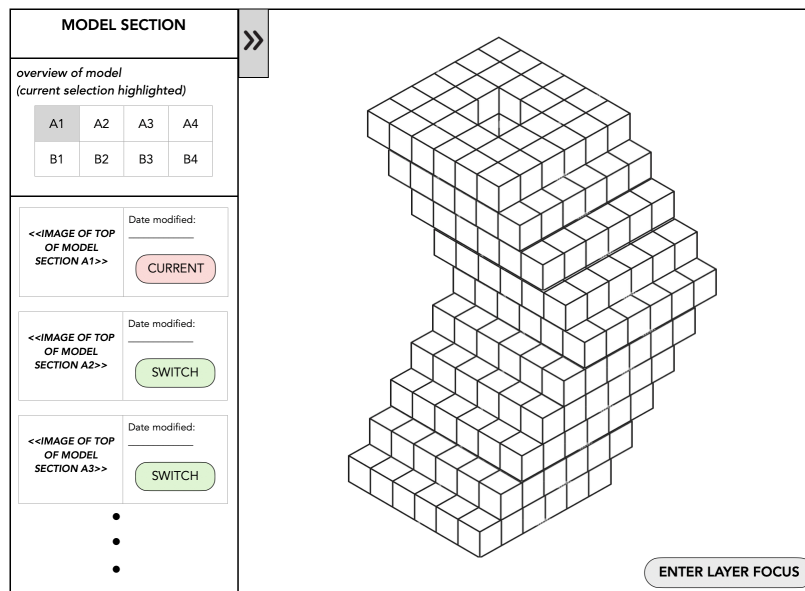 MODEL SECTION
overview of model
(current selection highlighted)
A1 A2 A3 A4
B1 B2 B3 B4
<<IMAGE OF TOP
OF MODEL
SECTION A1>>
Date modified:
CURRENT
<<IMAGE OF TOP
OF MODEL
SECTION A2>>
Date modified:
SWITCH
<<IMAGE OF TOP
OF MODEL
SECTION A3>>
Date modified:
SWITCH
ENTER LAYER FOCUS